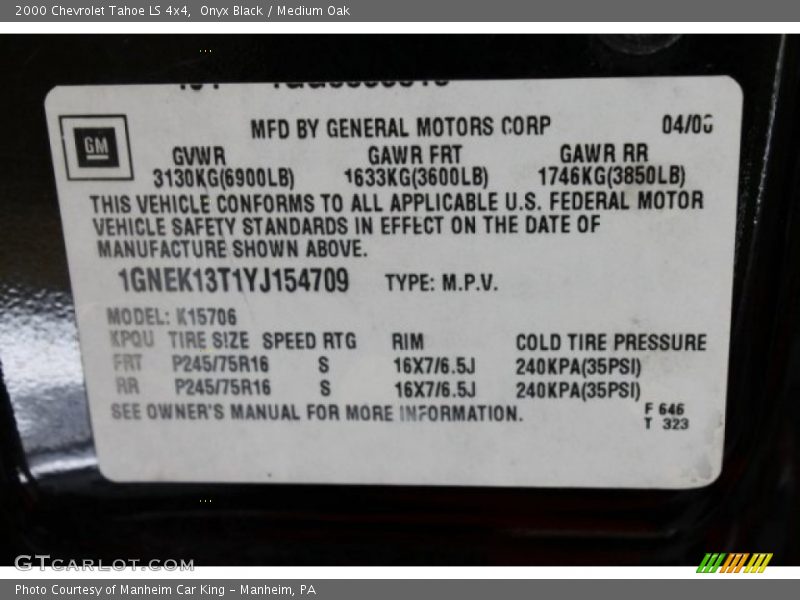 2000 Chevrolet Tahoe LS 4x4, Onyx Black / Medium Oak
MFD BY GENERAL MOTORS CORP 04/00
GM
GVWR GAWR FRT GAWR RR
3130KG(6900LB) 1633KG(3600LB) 1746KG(3850LB)
THIS VEHICLE CONFORMS TO ALL APPLICABLE U.S. FEDERAL MOTOR
VEHICLE SAFETY STANDARDS IN EFFECT ON THE DATE OF
MANUFACTURE SHOWN ABOVE.
1GNEK13T1YJ154709 TYPE: M.P.V.
MODEL: K15706
KPQU TIRE SIZE SPEED RTG RIM COLD TIRE PRESSURE
FRT P245/75R16 S 16X7/6.5J 240KPA(35PSI)
RR P245/75R16 S 16X7/6.5J 240KPA(35PSI)
SEE OWNER'S MANUAL FOR MORE INFORMATION.
F 646
T 323
GTCARLOT.COM
Photo Courtesy of Manheim Car King - Manheim, PA